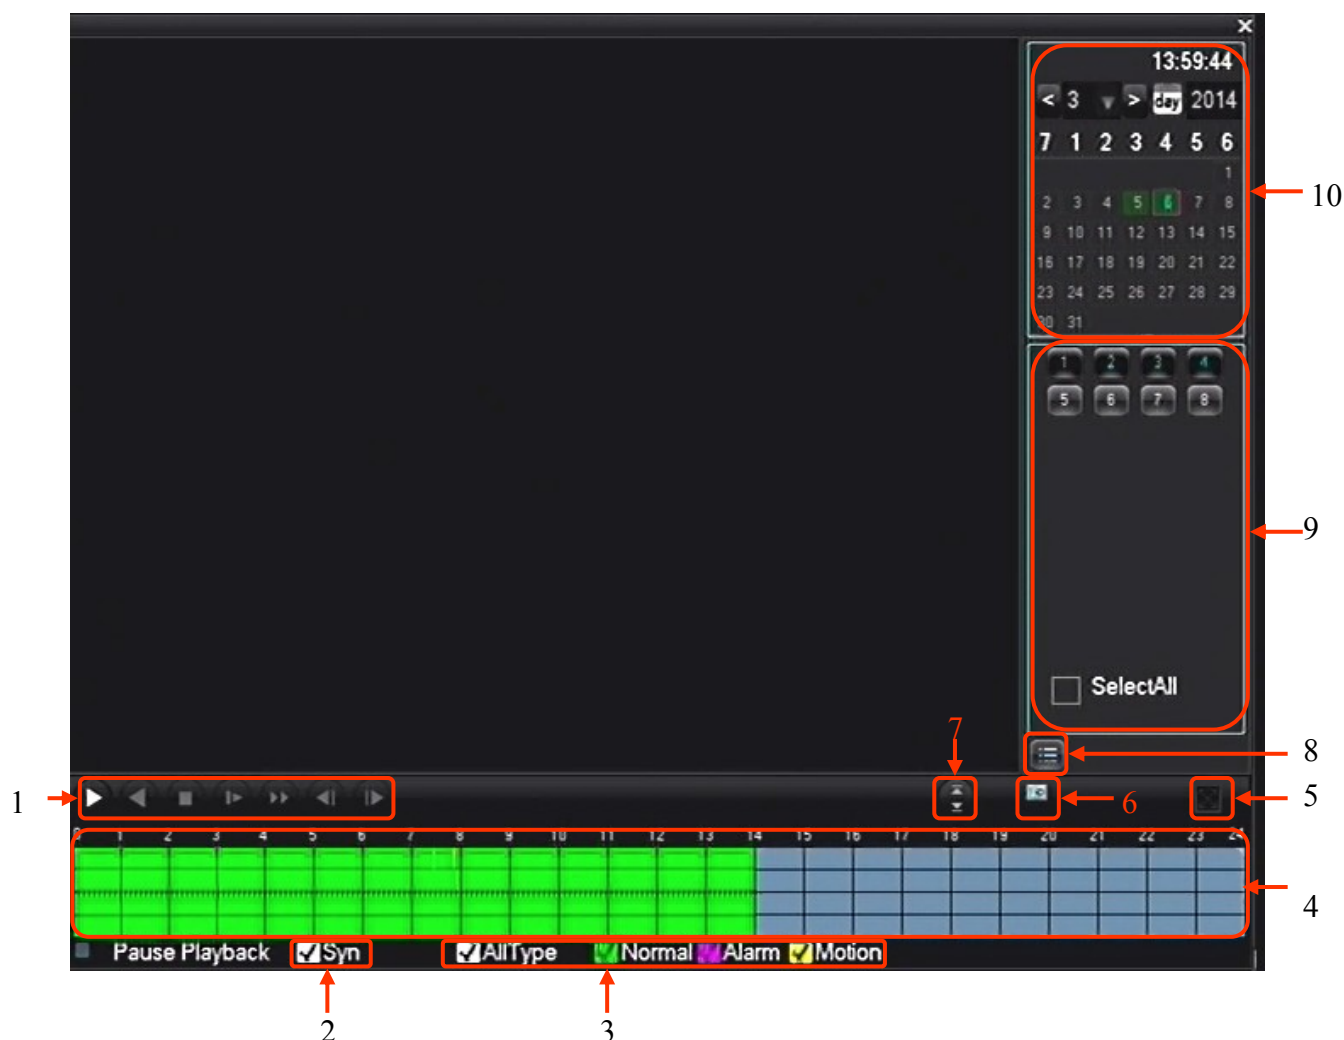 X
13:59:44
< 3 > day 2014
7 1 2 3 4 5 6
1
2 3 4 5 6 7 8
9 10 11 12 13 14 15
16 17 18 19 20 21 22
23 24 25 26 27 28 29
30 31
10
1 2 3 4
5 6 7 8
9
SelectAll
7
8
1
6
5
0 1 2 3 4 5 6 7 8 9 10 11 12 13 14 15 16 17 18 19 20 21 22 23 24
4
Pause Playback Syn AllType Normal Alarm Motion
2 3